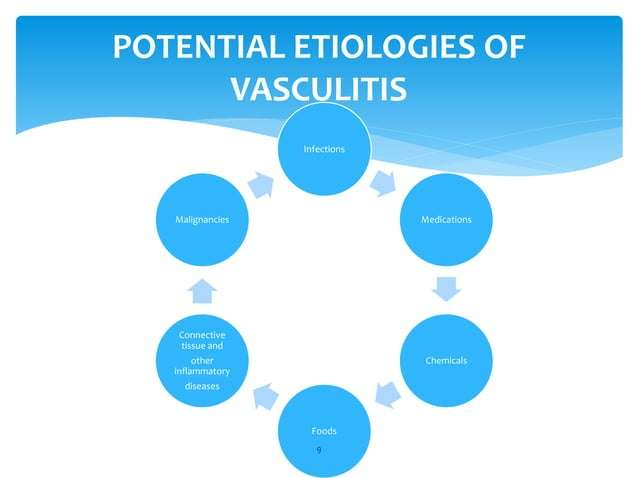 POTENTIAL ETIOLOGIES OF
VASCULITIS
Infections
Medications
Chemicals
Foods
9
Connective
tissue and
other
inflammatory
diseases
Malignancies